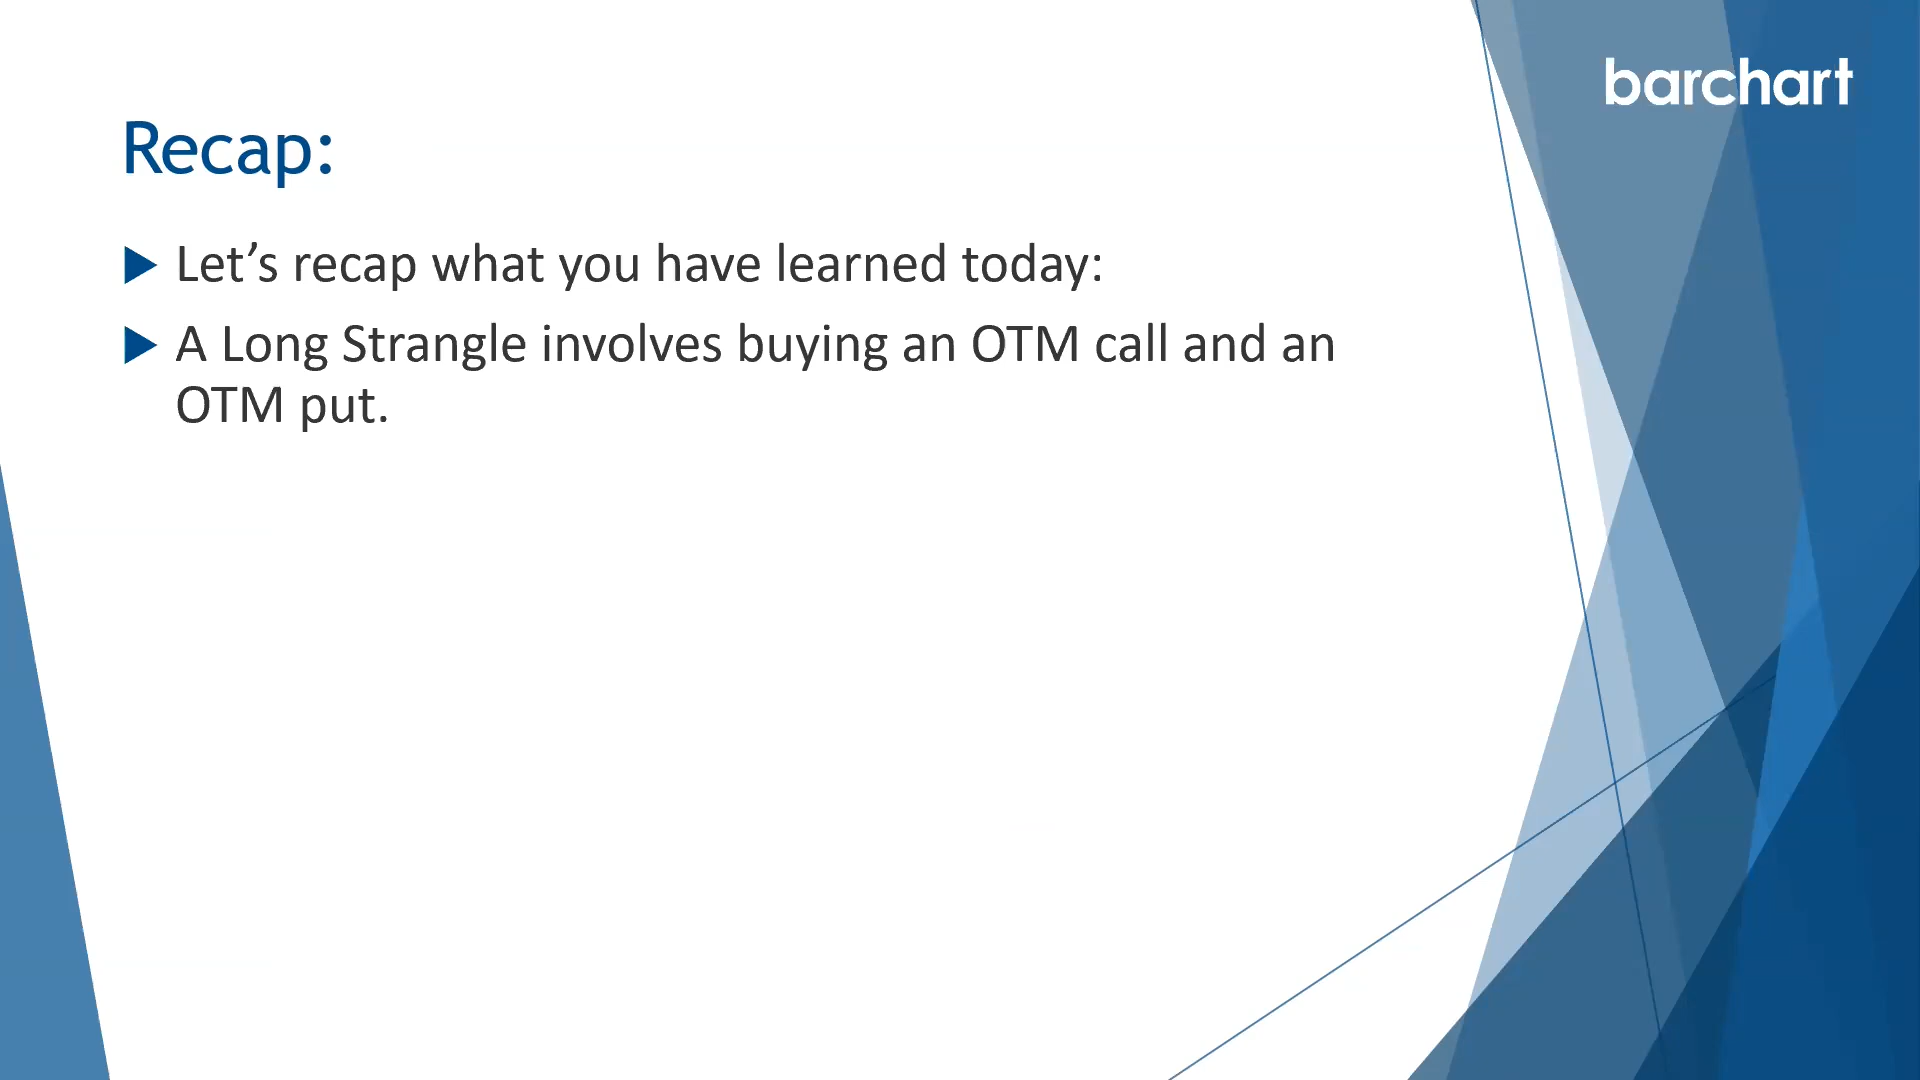 barchart
Recap:
Let’s recap what you have learned today:
A Long Strangle involves buying an OTM call and an
OTM put.